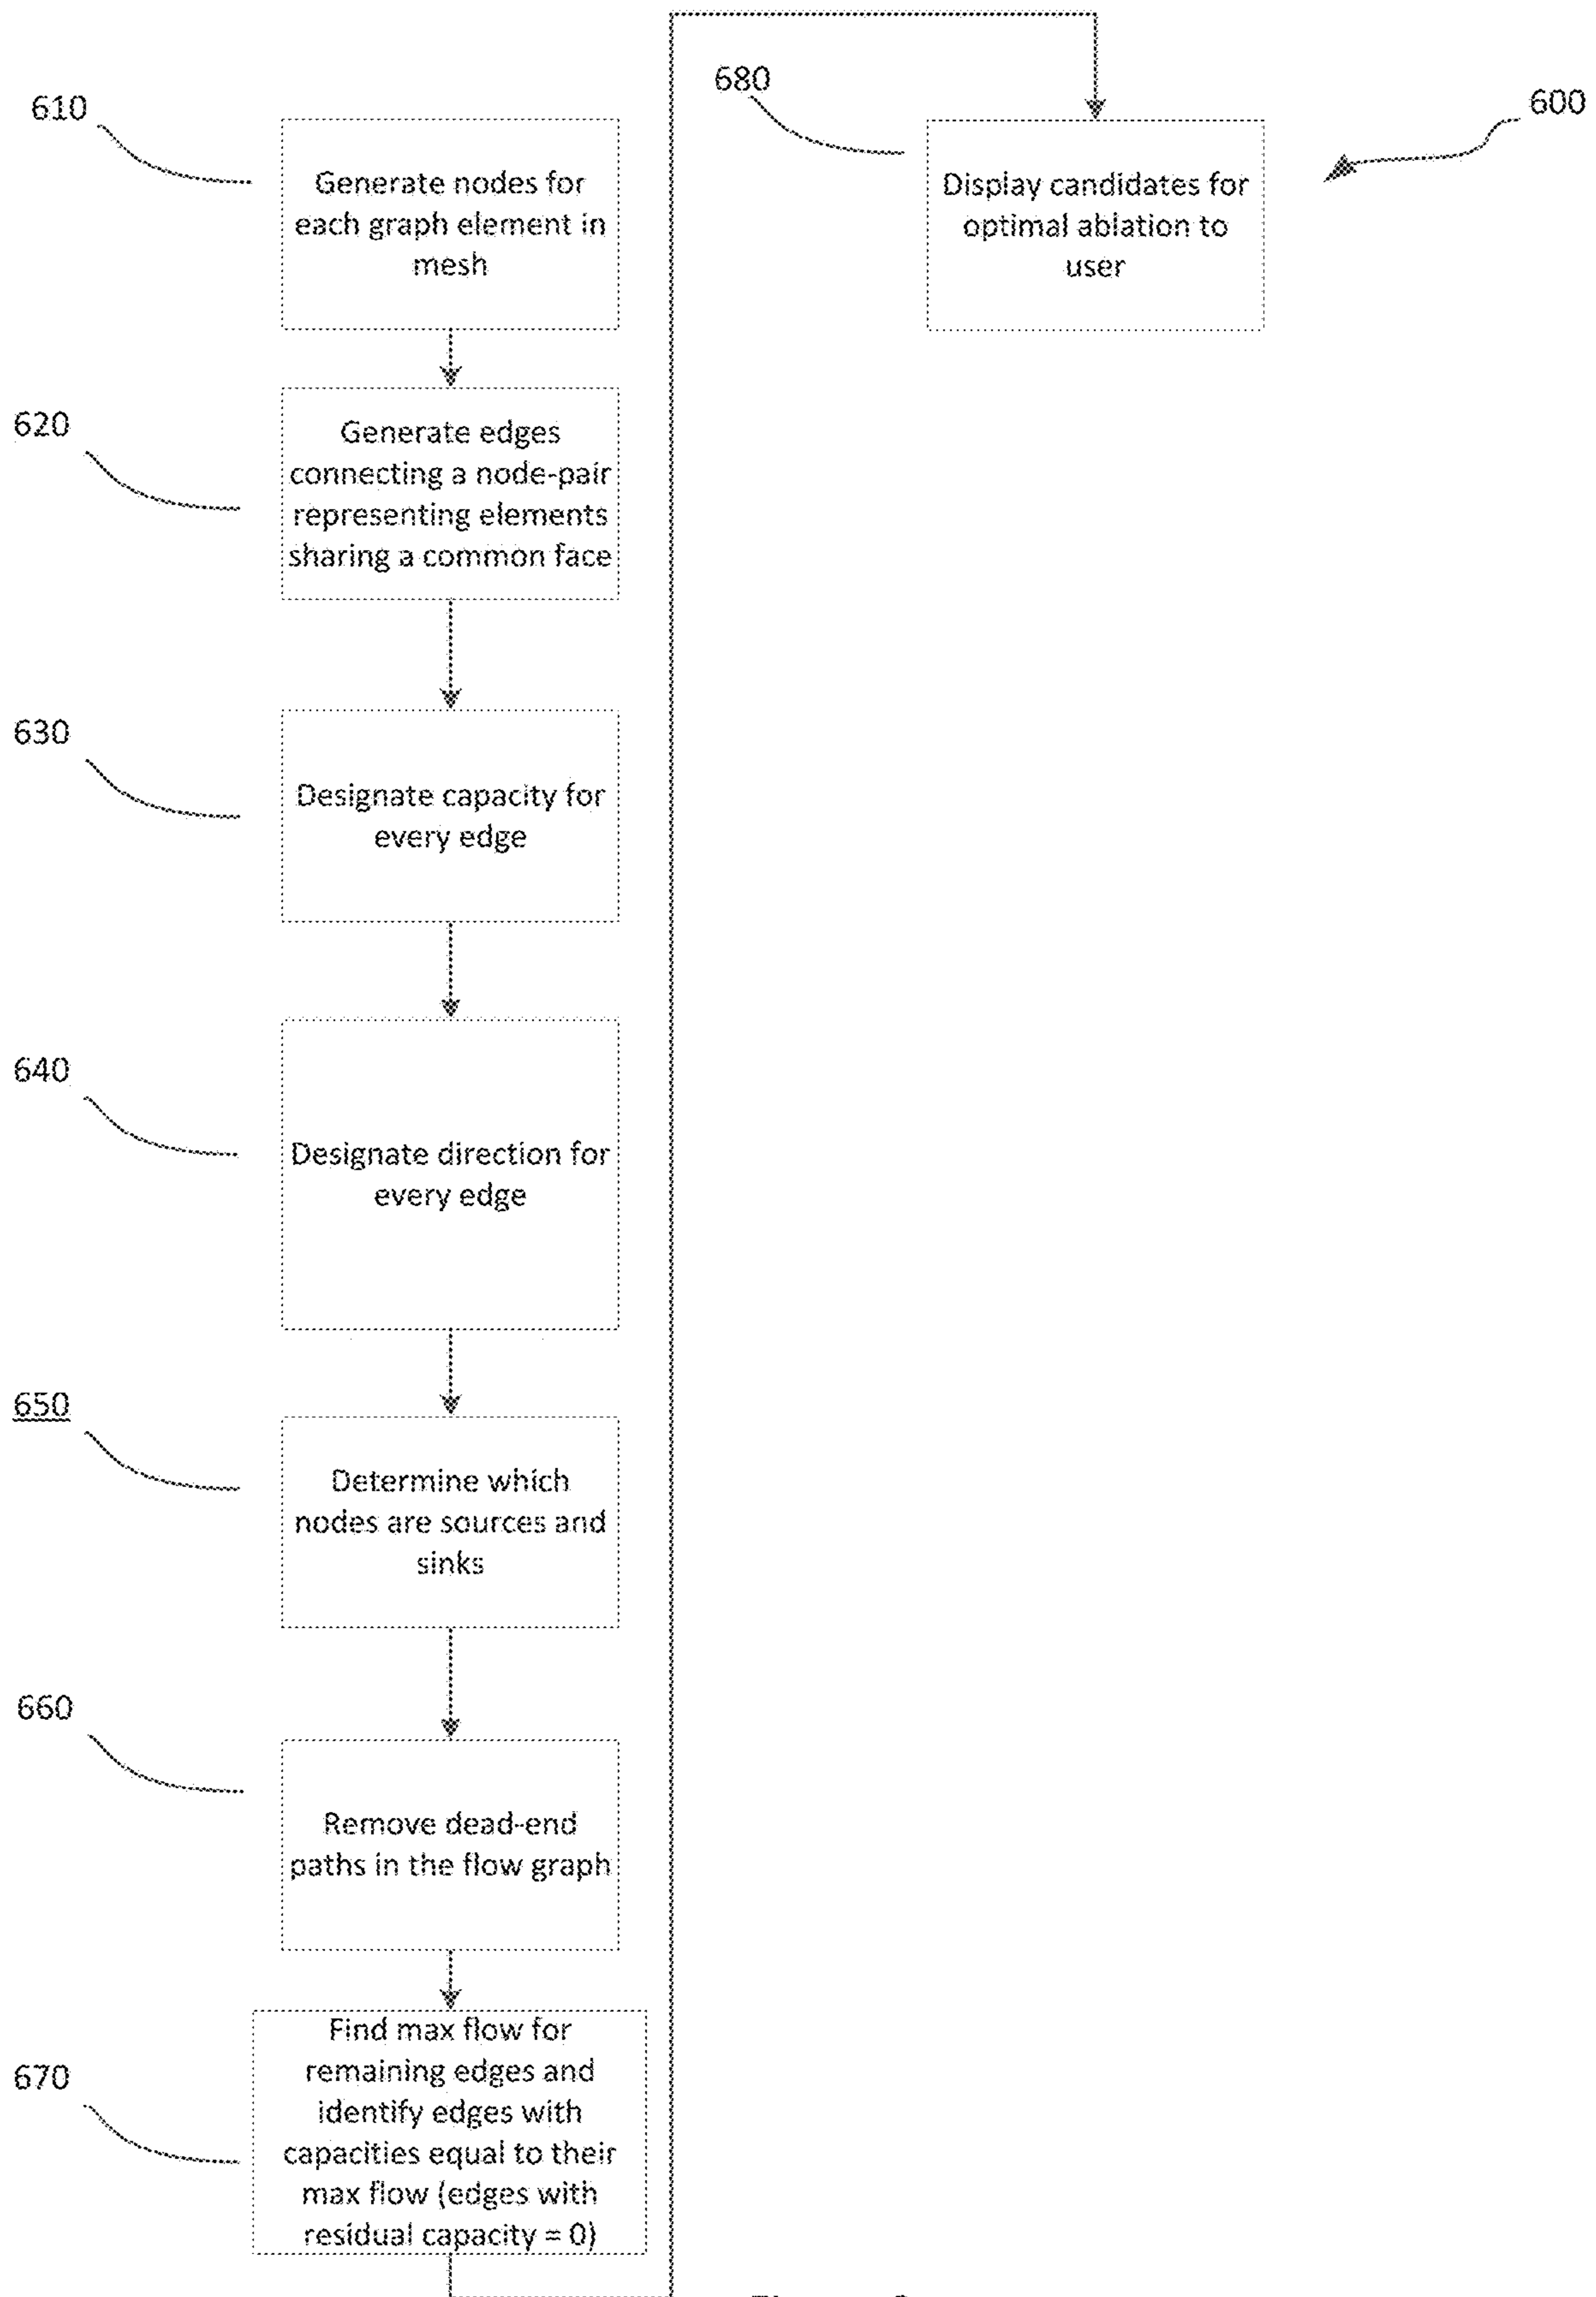 610
Generate nodes for
each graph element in
mesh
620
Generate edges
connecting a node-pair
representing elements
sharing a common face
630
Designate capacity for
every edge
640
Designate direction for
every edge
650
Determine which
nodes are sources and
sinks
660
Remove dead-end
paths in the flow graph
670
Find max flow for
remaining edges and
identify edges with
capacities equal to their
max flow (edges with
residual capacity = 0)
680
Display candidates for
optimal ablation to
user
600